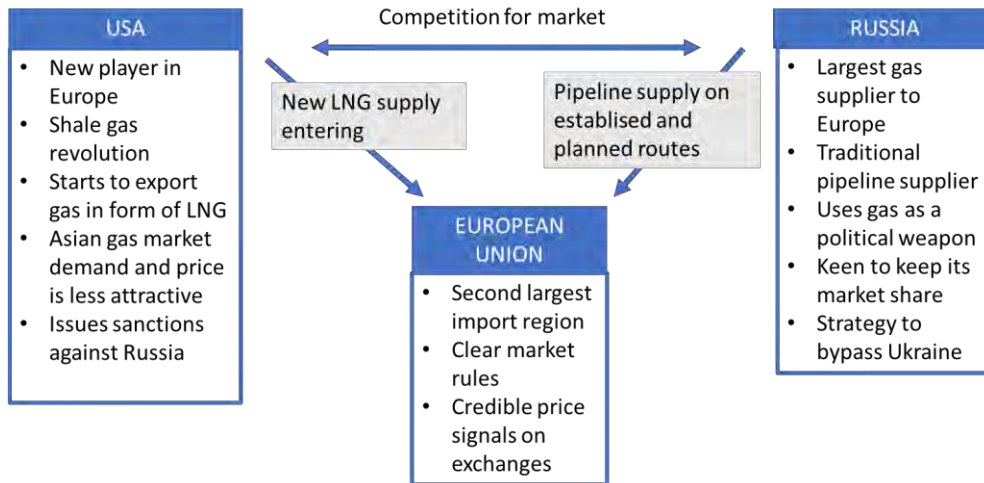 Competition for market
USA
• New player in
Europe
• Shale gas
revolution
• Starts to export
gas in form of LNG
• Asian gas market
demand and price
is less attractive
• Issues sanctions
against Russia
New LNG supply
entering
Pipeline supply on
establised and
planned routes
RUSSIA
• Largest gas
supplier to
Europe
• Traditional
pipeline supplier
• Uses gas as a
political weapon
• Keen to keep its
market share
• Strategy to
bypass Ukraine
EUROPEAN
UNION
• Second largest
import region
• Clear market
rules
• Credible price
signals on
exchanges